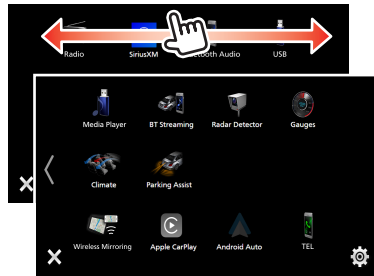 Radio SiriusXM Bluetooth Audio USB
Media Player BT Streaming Radar Detector Gauges
Climate Parking Assist
Wireless Mirroring Apple CarPlay Android Auto TEL